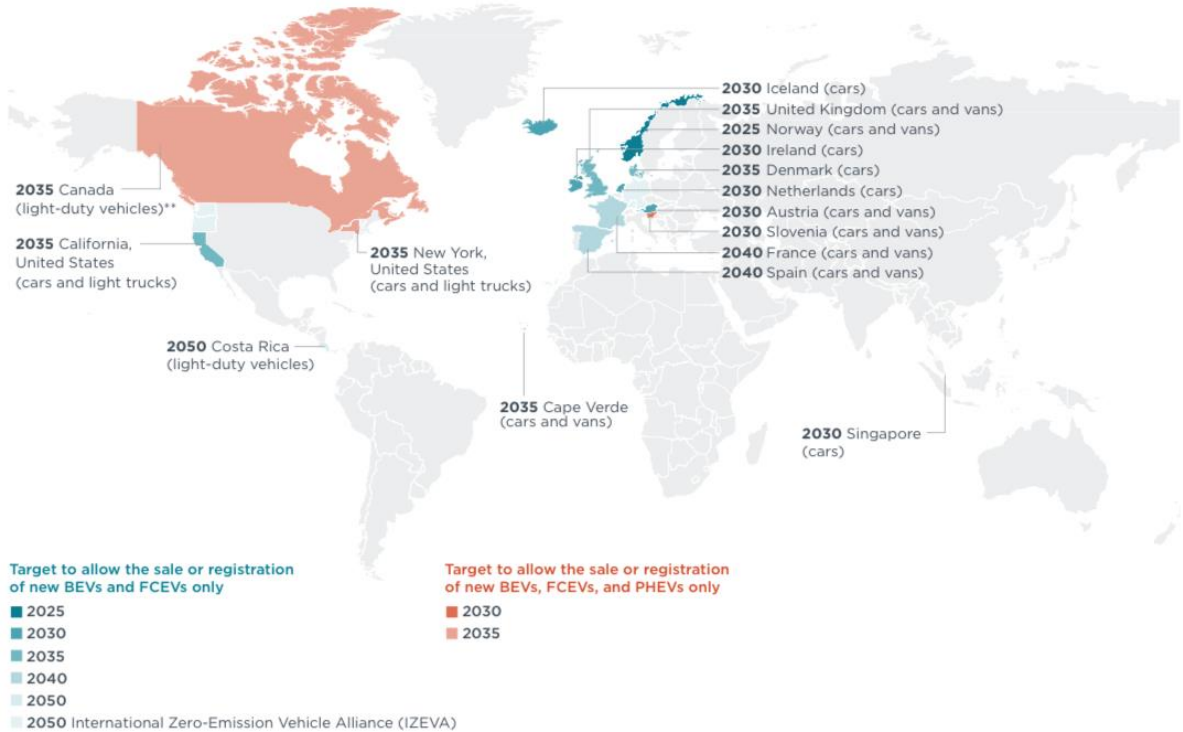 2030 Iceland (cars)
2035 United Kingdom (cars and vans)
2025 Norway (cars and vans)
2030 Ireland (cars)
2035 Denmark (cars)
2030 Netherlands (cars)
2030 Austria (cars and vans)
2030 Slovenia (cars and vans)
2040 France (cars and vans)
2040 Spain (cars and vans)
2035 Canada
(light-duty vehicles)**
2035 California,
United States
(cars and light trucks)
2035 New York,
United States
(cars and light trucks)
2050 Costa Rica
(light-duty vehicles)
2035 Cape Verde
(cars and vans)
2030 Singapore
(cars)
Target to allow the sale or registration
of new BEVs and FCEVs only
2025
2030
2035
2040
2050
2050 International Zero-Emission Vehicle Alliance (IZEVA)
Target to allow the sale or registration
of new BEVs, FCEVs, and PHEVs only
2030
2035